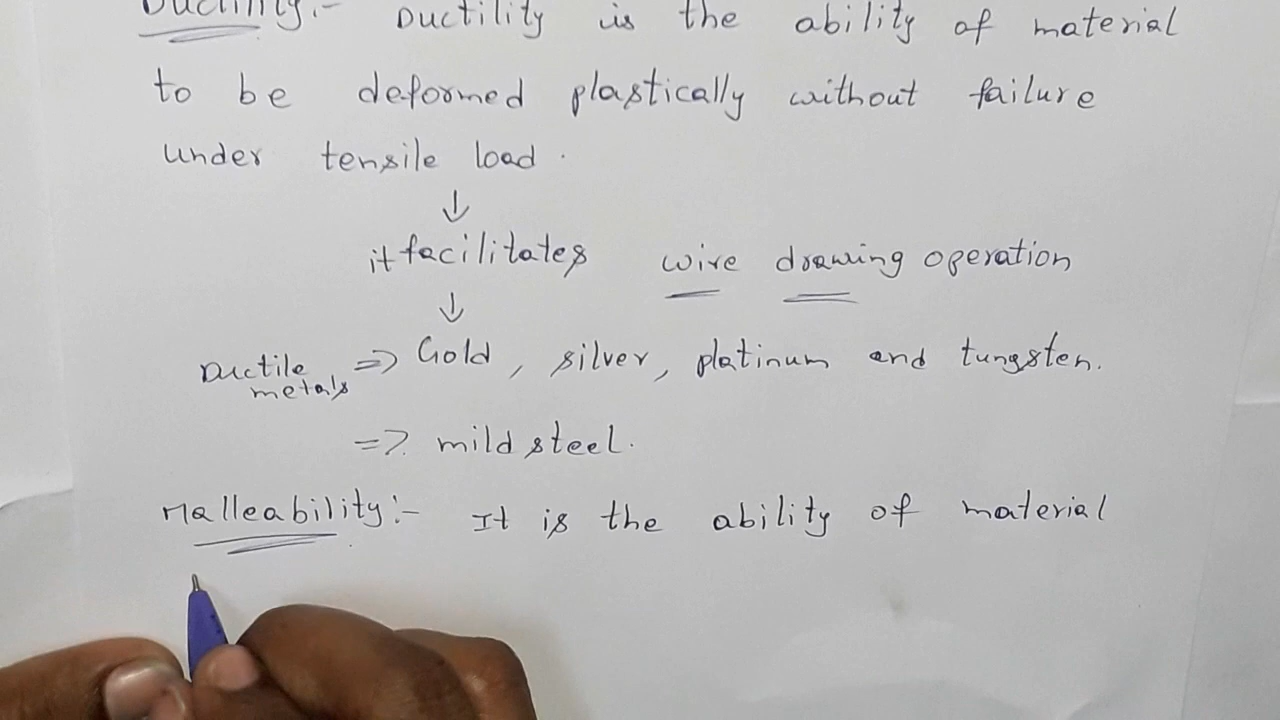 Ductility:- Ductility is the ability of material
to be deformed plastically without failure
under tensile load.
↓
it facilitates wire drawing operation
↓
Ductile metals => Gold, silver, platinum and tungsten.
=> mild steel.
Malleability:- It is the ability of material